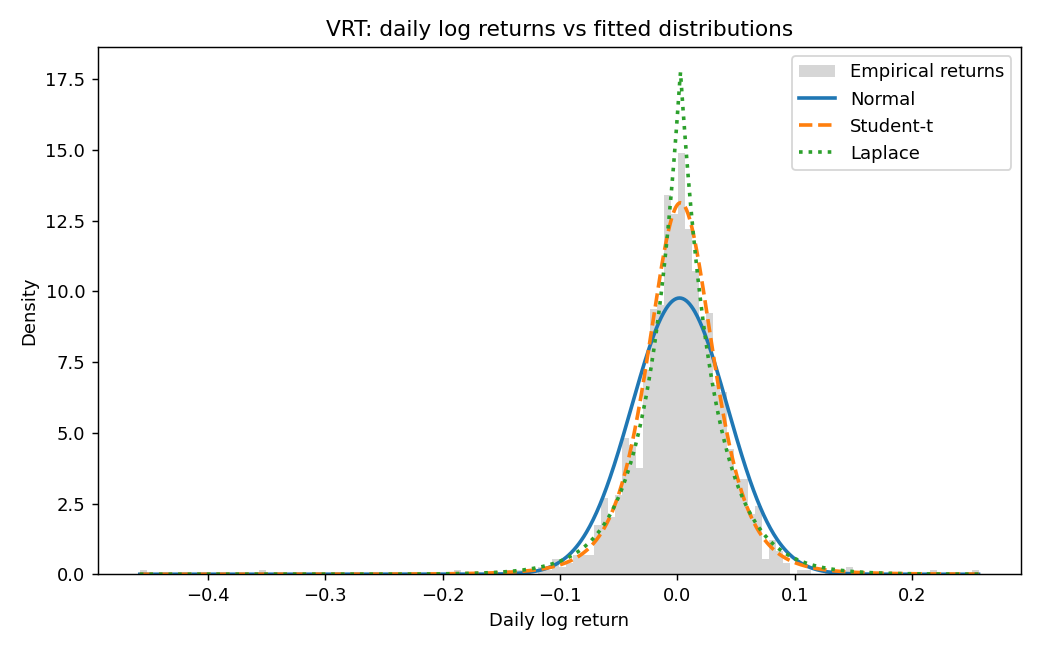 VRT: daily log returns vs fitted distributions
Empirical returns
Normal
Student-t
Laplace
Density
17.5
15.0
12.5
10.0
7.5
5.0
2.5
0.0
−0.4 −0.3 −0.2 −0.1 0.0 0.1 0.2
Daily log return